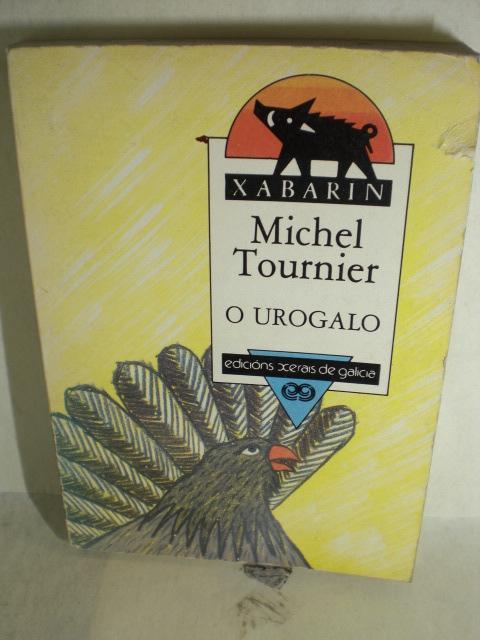 XABARIN
Michel
Tournier
O UROGALO
edicións xerais de galicia